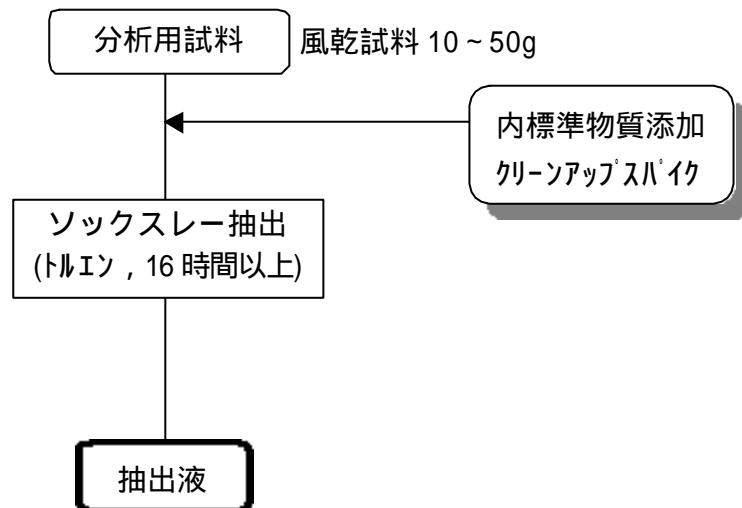 分析用試料
風乾試料 10 ~ 50g
内標準物質添加
ｸﾘｰﾝｱｯﾌﾟｽﾊﾟｲｸ
ソックスレー抽出
(ﾄﾙｴﾝ , 16 時間以上)
抽出液